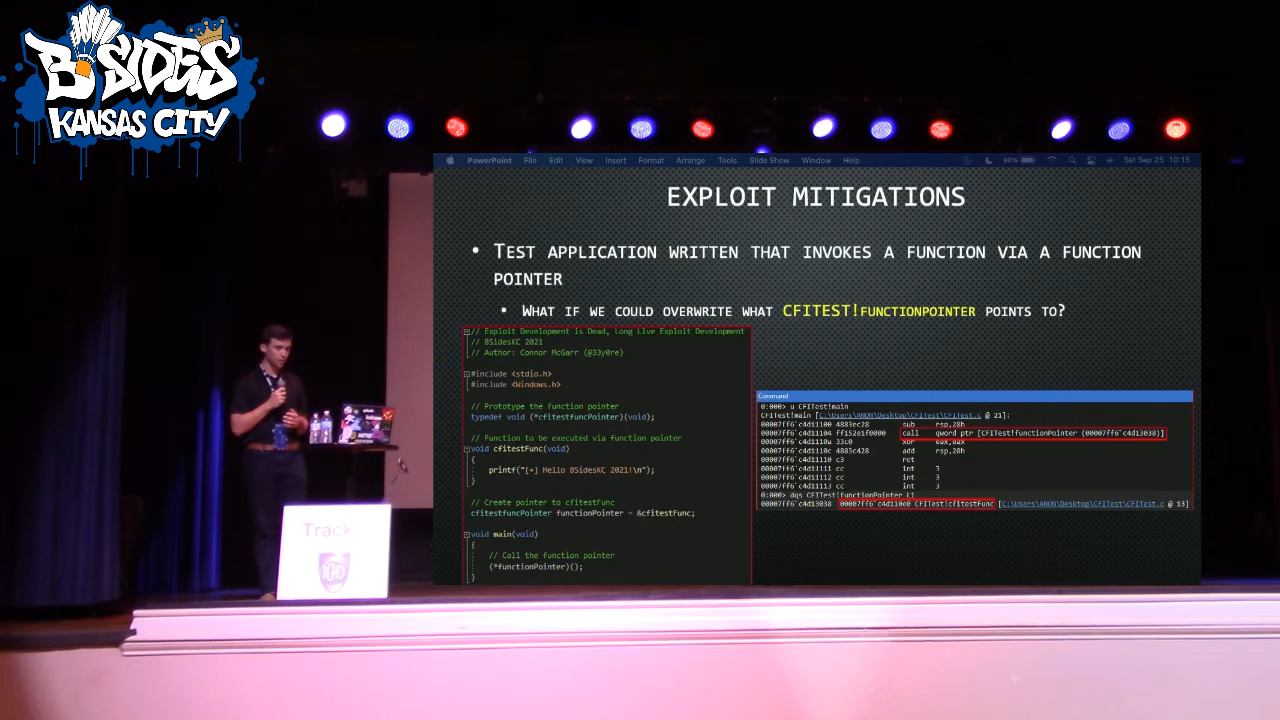 B·SIDES
KANSAS CITY
PowerPoint File Edit View Insert Format Arrange Tools Slide Show Window Help 96% Sat Sep 25 10:15
EXPLOIT MITIGATIONS
• TEST APPLICATION WRITTEN THAT INVOKES A FUNCTION VIA A FUNCTION
POINTER
• WHAT IF WE COULD OVERWRITE WHAT CFITEST!FUNCTIONPOINTER POINTS TO?
// Exploit Development is Dead, Long Live Exploit Development
// BSidesKC 2021
// Author: Connor McGarr (@33y0re)
#include <stdio.h>
#include <Windows.h>
// Prototype the function pointer
typedef void (*cfitestfuncPointer)(void);
// Function to be executed via function pointer
void cfitestFunc(void)
{
printf("[+] Hello BSidesKC 2021!\n");
}
// Create pointer to cfitestFunc
cfitestfuncPointer functionPointer = &cfitestFunc;
void main(void)
{
// Call the function pointer
(*functionPointer)();
}
Command
0:000> u CFITest!main
CFITest!main [C:\Users\ANON\Desktop\CFITest\CFITest.c @ 21]:
00007ff6`c4d11100 4883ec28 sub rsp,28h
00007ff6`c4d11104 ff152e1f0000 call qword ptr [CFITest!functionPointer (00007ff6`c4d13038)]
00007ff6`c4d1110a 33c0 xor eax,eax
00007ff6`c4d1110c 4883c428 add rsp,28h
00007ff6`c4d11110 c3 ret
00007ff6`c4d11111 cc int 3
00007ff6`c4d11112 cc int 3
00007ff6`c4d11113 cc int 3
0:000> dqs CFITest!functionPointer L1
00007ff6`c4d13038 00007ff6`c4d110e0 CFITest!cfitestFunc [C:\Users\ANON\Desktop\CFITest\CFITest.c @ 13]
Track